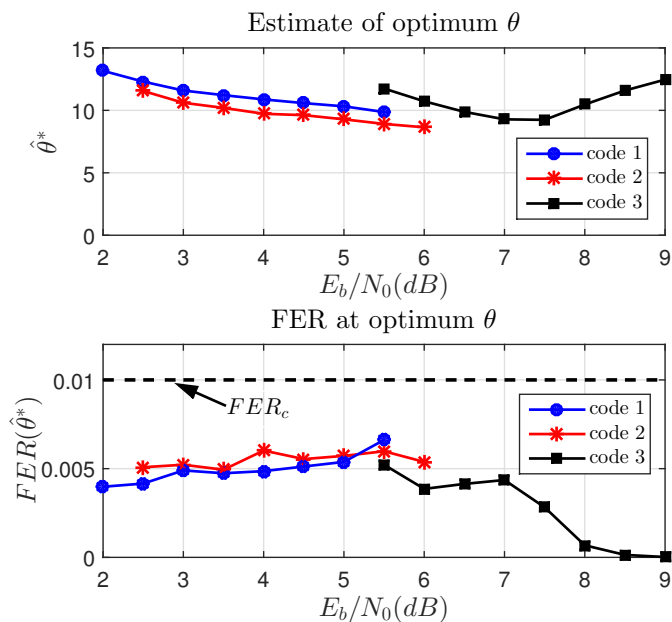 Estimate of optimum θ
15
10
5
0
θ̂*
code 1
code 2
code 3
2 3 4 5 6 7 8 9
E_b/N_0(dB)
FER at optimum θ
0.01
0.005
0
FER(θ̂*)
FER_c
code 1
code 2
code 3
2 3 4 5 6 7 8 9
E_b/N_0(dB)